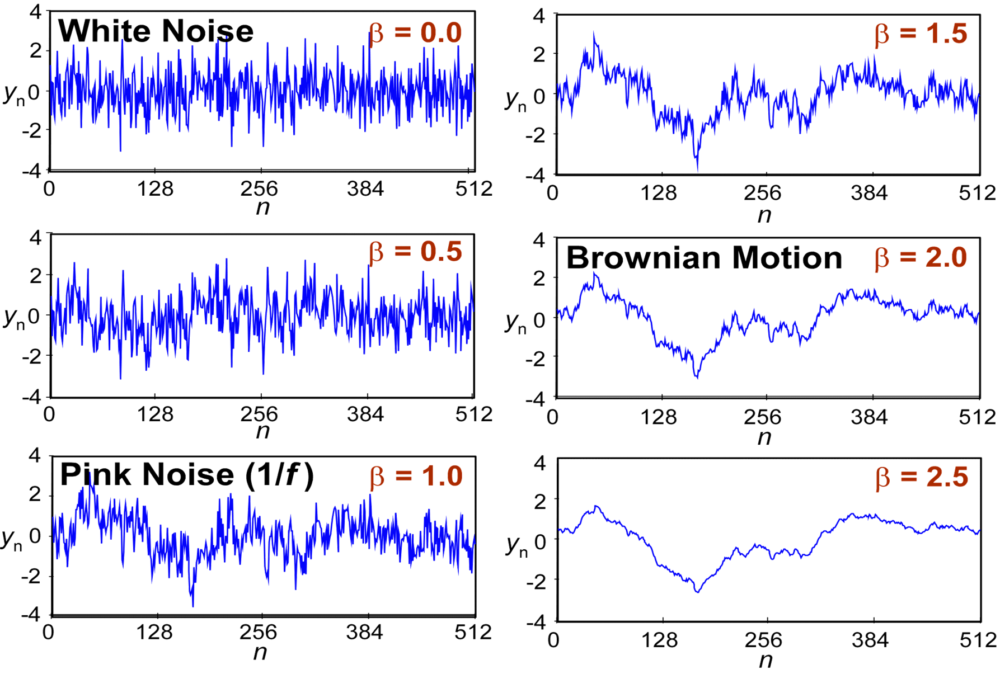 White Noise
β = 0.0
4
2
0
-2
-4
yn
0 128 256 384 512
n
β = 0.5
4
2
0
-2
-4
yn
0 128 256 384 512
n
Pink Noise (1/f)
β = 1.0
4
2
0
-2
-4
yn
0 128 256 384 512
n
β = 1.5
4
2
0
-2
-4
yn
0 128 256 384 512
n
Brownian Motion
β = 2.0
4
2
0
-2
-4
yn
0 128 256 384 512
n
β = 2.5
4
2
0
-2
-4
yn
0 128 256 384 512
n